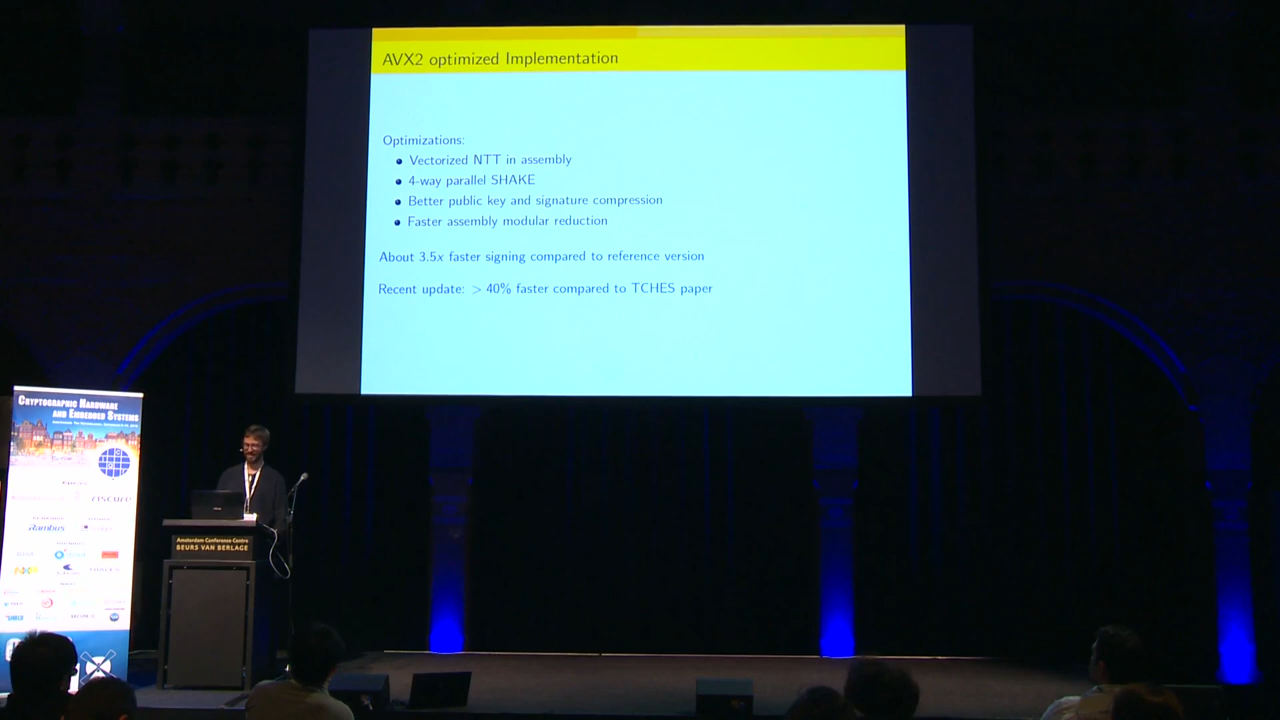 AVX2 optimized Implementation
Optimizations:
Vectorized NTT in assembly
4-way parallel SHAKE
Better public key and signature compression
Faster assembly modular reduction
About 3.5x faster signing compared to reference version
Recent update: > 40% faster compared to TCHES paper
CRYPTOGRAPHIC HARDWARE
AND EMBEDDED SYSTEMS
riscure
Rambus
Amsterdam Conference Centre
BEURS VAN BERLAGE